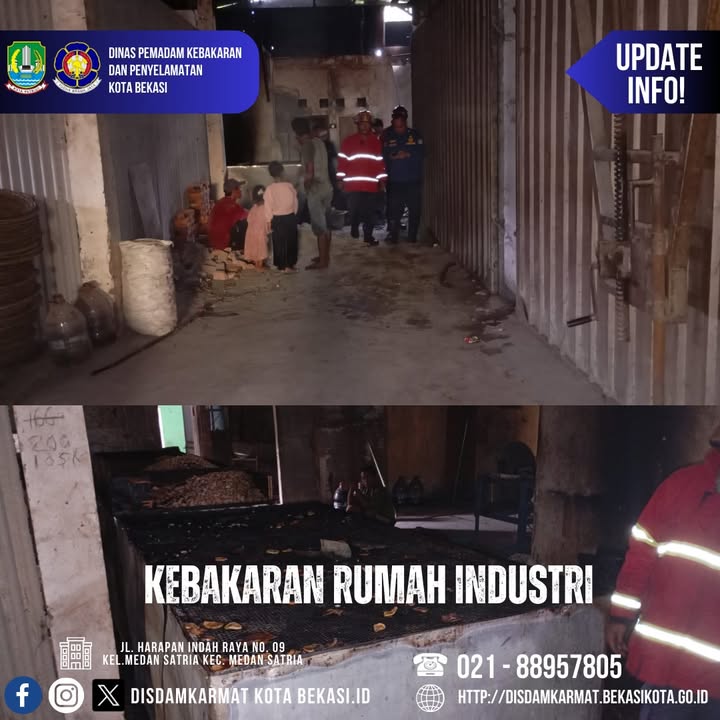 DINAS PEMADAM KEBAKARAN
DAN PENYELAMATAN
KOTA BEKASI
UPDATE
INFO!
KEBAKARAN RUMAH INDUSTRI
JL. HARAPAN INDAH RAYA NO. 09
KEL.MEDAN SATRIA KEC. MEDAN SATRIA
021 - 88957805
DISDAMKARMAT KOTA BEKASI.ID
HTTP://DISDAMKARMAT.BEKASIKOTA.GO.ID